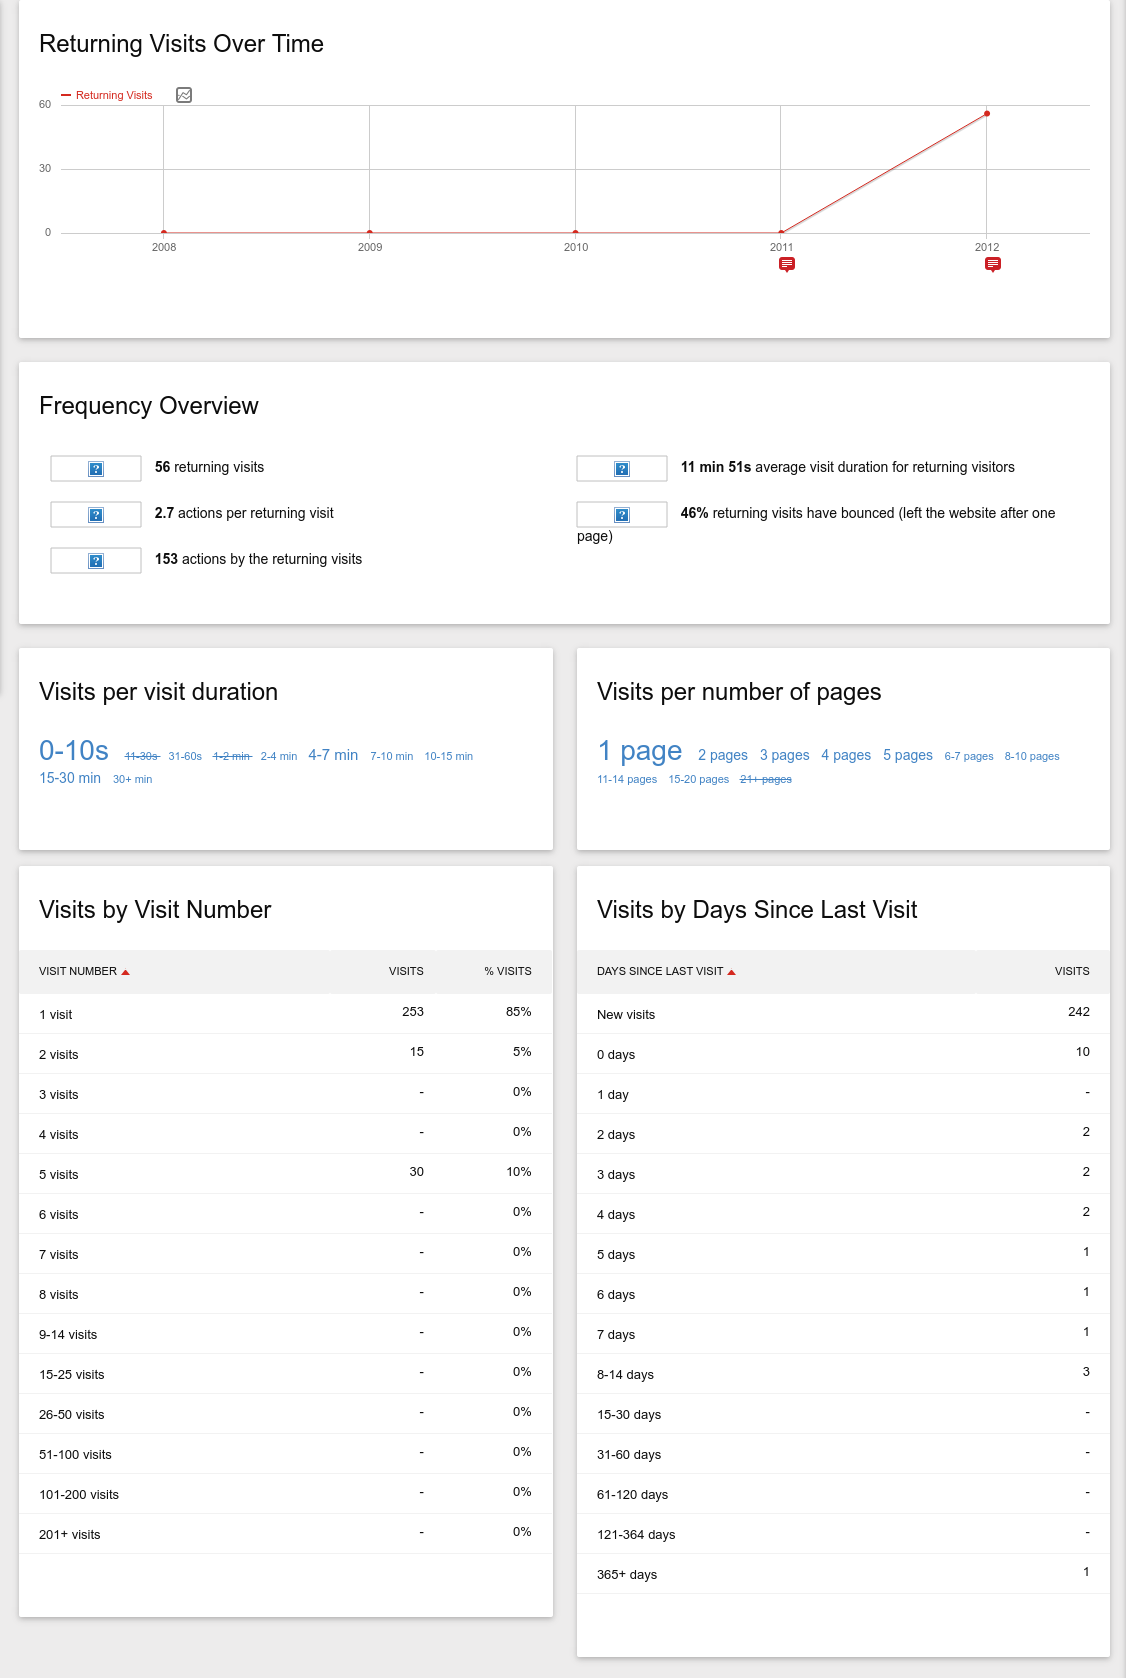 Returning Visits Over Time
Returning Visits
60
30
0
2008 2009 2010 2011 2012
Frequency Overview
56 returning visits
2.7 actions per returning visit
153 actions by the returning visits
11 min 51s average visit duration for returning visitors
46% returning visits have bounced (left the website after one
page)
Visits per visit duration
0-10s 11-30s 31-60s 1-2 min 2-4 min 4-7 min 7-10 min 10-15 min
15-30 min 30+ min
Visits per number of pages
1 page 2 pages 3 pages 4 pages 5 pages 6-7 pages 8-10 pages
11-14 pages 15-20 pages 21+ pages
Visits by Visit Number
VISIT NUMBER VISITS % VISITS
1 visit 253 85%
2 visits 15 5%
3 visits - 0%
4 visits - 0%
5 visits 30 10%
6 visits - 0%
7 visits - 0%
8 visits - 0%
9-14 visits - 0%
15-25 visits - 0%
26-50 visits - 0%
51-100 visits - 0%
101-200 visits - 0%
201+ visits - 0%
Visits by Days Since Last Visit
DAYS SINCE LAST VISIT VISITS
New visits 242
0 days 10
1 day -
2 days 2
3 days 2
4 days 2
5 days 1
6 days 1
7 days 1
8-14 days 3
15-30 days -
31-60 days -
61-120 days -
121-364 days -
365+ days 1